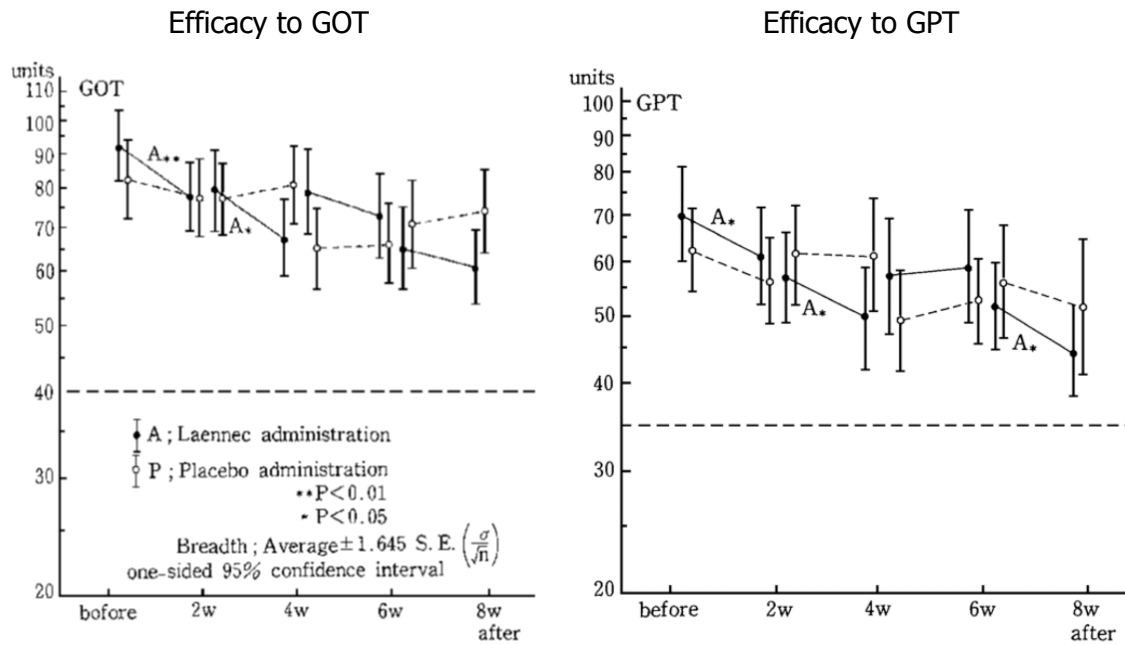 Efficacy to GOT
units
GOT
110
100
90
80
70
60
50
40
30
20
A**
A*
A ; Laennec administration
P ; Placebo administration
**P<0.01
* P<0.05
Breadth ; Average±1.645 S. E. (σ/√n)
one-sided 95% confidence interval
bofore 2w 4w 6w 8w
after
Efficacy to GPT
units
GPT
100
90
80
70
60
50
40
30
20
A*
A*
A*
before 2w 4w 6w 8w
after